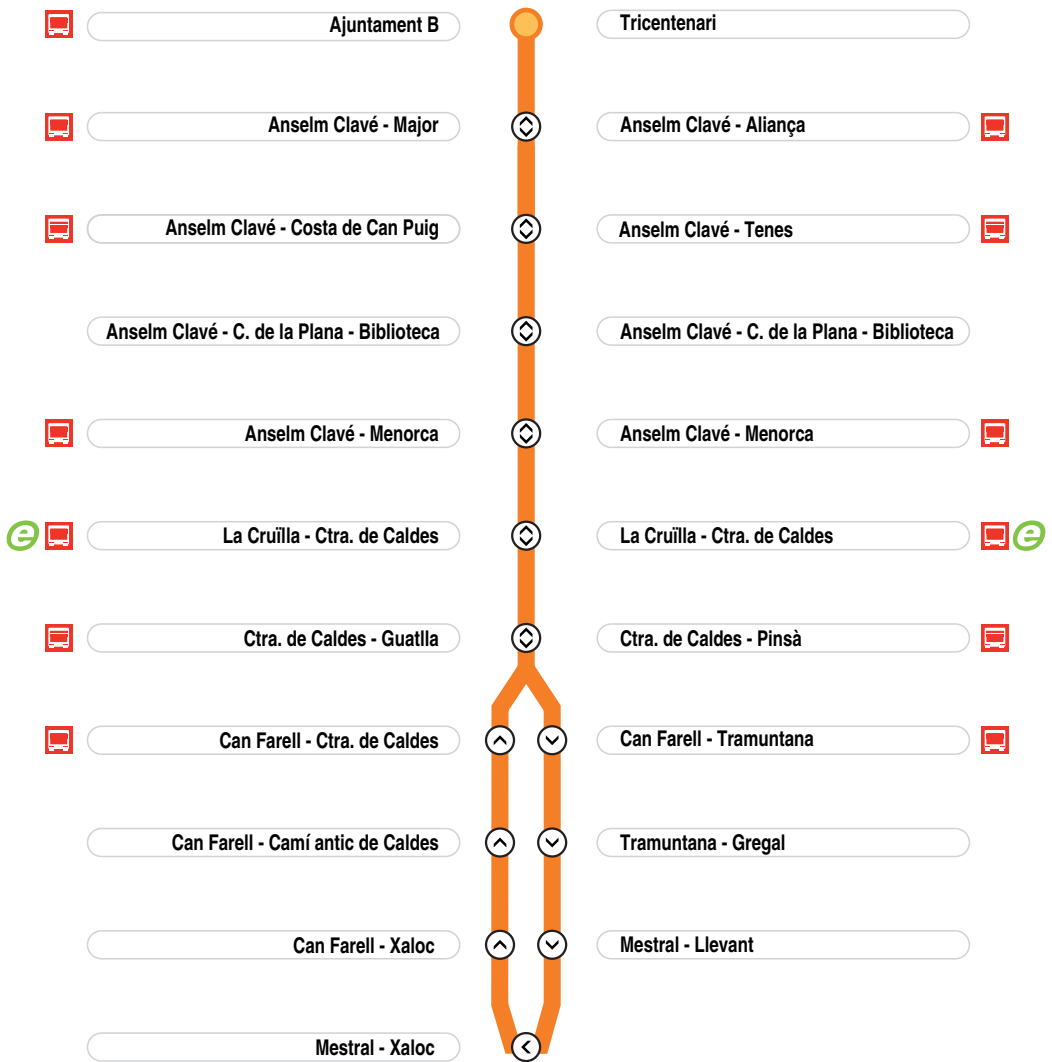 Ajuntament B
Tricentenari
Anselm Clavé - Major
Anselm Clavé - Aliança
Anselm Clavé - Costa de Can Puig
Anselm Clavé - Tenes
Anselm Clavé - C. de la Plana - Biblioteca
Anselm Clavé - C. de la Plana - Biblioteca
Anselm Clavé - Menorca
Anselm Clavé - Menorca
e
La Cruïlla - Ctra. de Caldes
La Cruïlla - Ctra. de Caldes
e
Ctra. de Caldes - Guatlla
Ctra. de Caldes - Pinsà
Can Farell - Ctra. de Caldes
Can Farell - Tramuntana
Can Farell - Camí antic de Caldes
Tramuntana - Gregal
Can Farell - Xaloc
Mestral - Llevant
Mestral - Xaloc